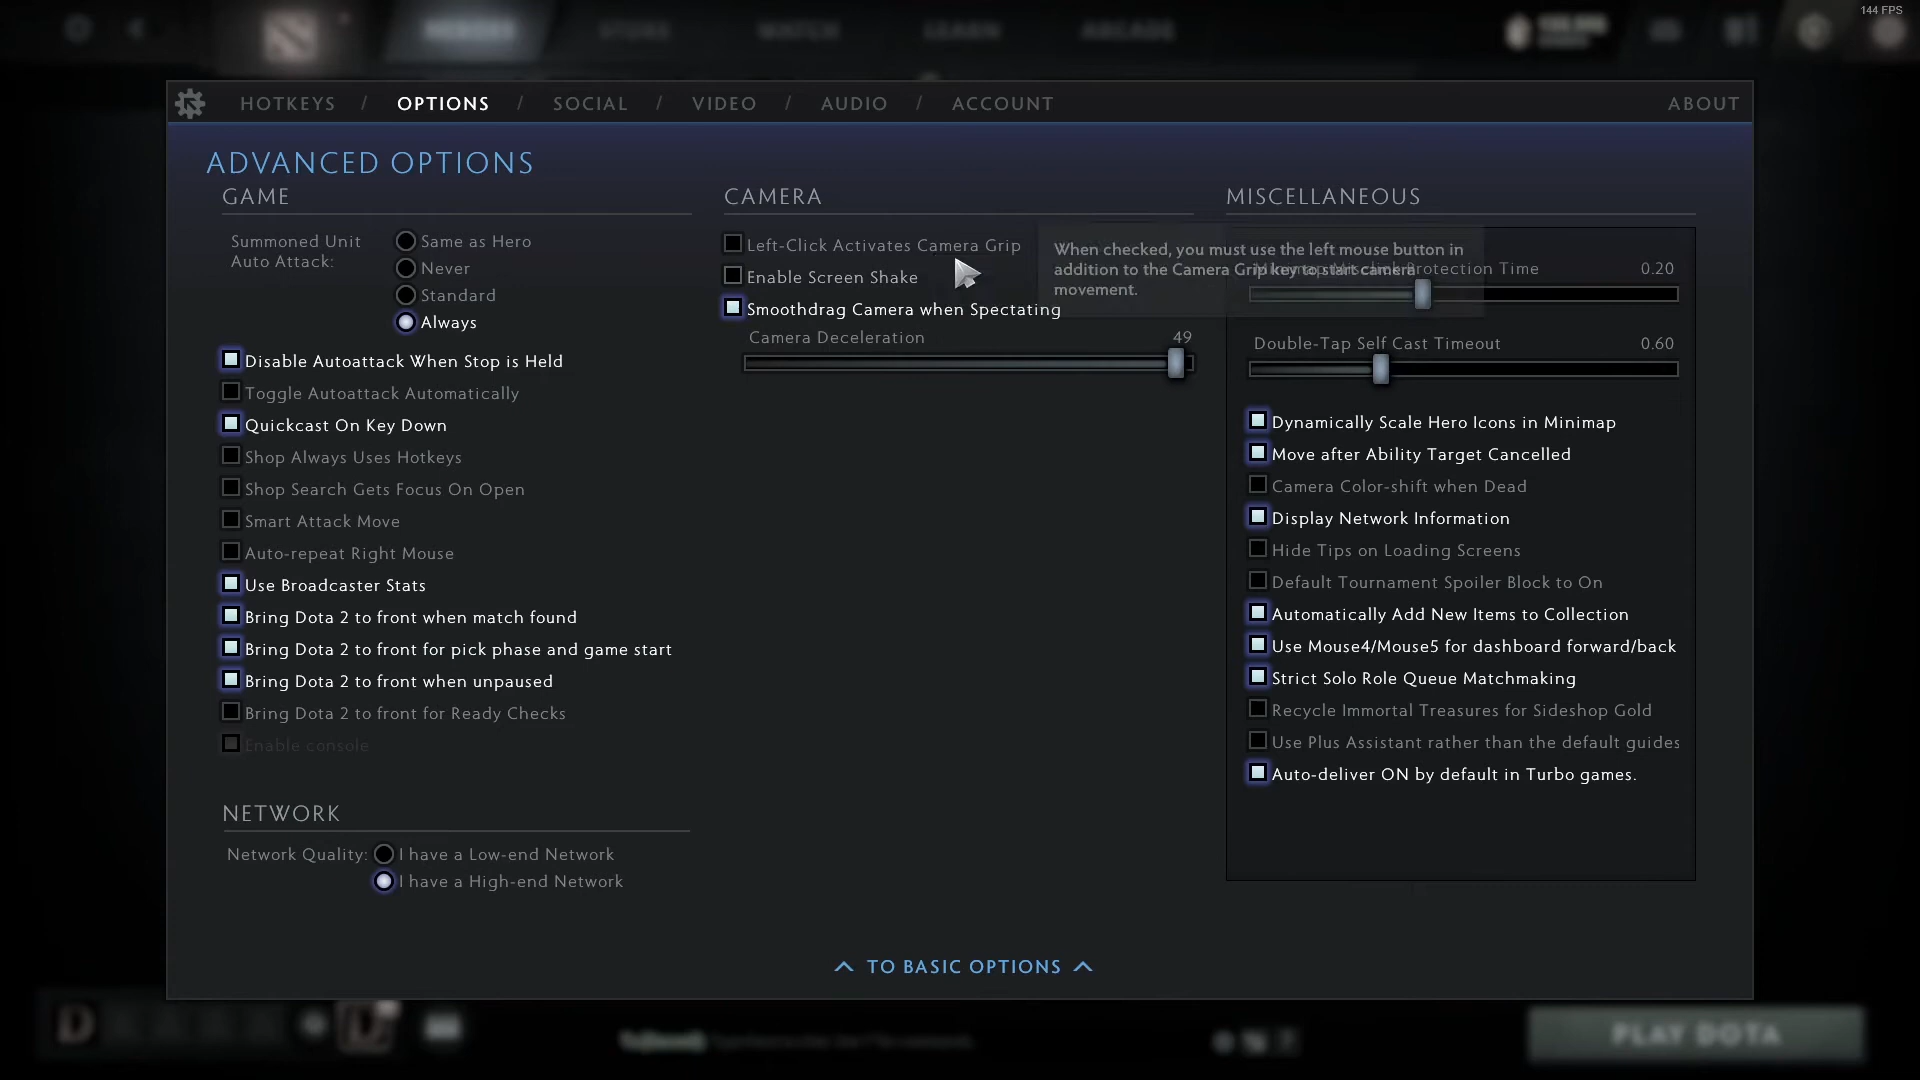 144 FPS
HEROES STORE WATCH LEARN ARCADE
HOTKEYS / OPTIONS / SOCIAL / VIDEO / AUDIO / ACCOUNT ABOUT
ADVANCED OPTIONS
GAME
Summoned Unit
Auto Attack:
Same as Hero
Never
Standard
Always
Disable Autoattack When Stop is Held
Toggle Autoattack Automatically
Quickcast On Key Down
Shop Always Uses Hotkeys
Shop Search Gets Focus On Open
Smart Attack Move
Auto-repeat Right Mouse
Use Broadcaster Stats
Bring Dota 2 to front when match found
Bring Dota 2 to front for pick phase and game start
Bring Dota 2 to front when unpaused
Bring Dota 2 to front for Ready Checks
Enable console
NETWORK
Network Quality:
I have a Low-end Network
I have a High-end Network
CAMERA
Left-Click Activates Camera Grip
Enable Screen Shake
Smoothdrag Camera when Spectating
Camera Deceleration 49
When checked, you must use the left mouse button in
addition to the Camera Grip key to start camera
movement.
MISCELLANEOUS
Minimap Misclick Protection Time 0.20
Double-Tap Self Cast Timeout 0.60
Dynamically Scale Hero Icons in Minimap
Move after Ability Target Cancelled
Camera Color-shift when Dead
Display Network Information
Hide Tips on Loading Screens
Default Tournament Spoiler Block to On
Automatically Add New Items to Collection
Use Mouse4/Mouse5 for dashboard forward/back
Strict Solo Role Queue Matchmaking
Recycle Immortal Treasures for Sideshop Gold
Use Plus Assistant rather than the default guides
Auto-deliver ON by default in Turbo games.
TO BASIC OPTIONS
PLAY DOTA